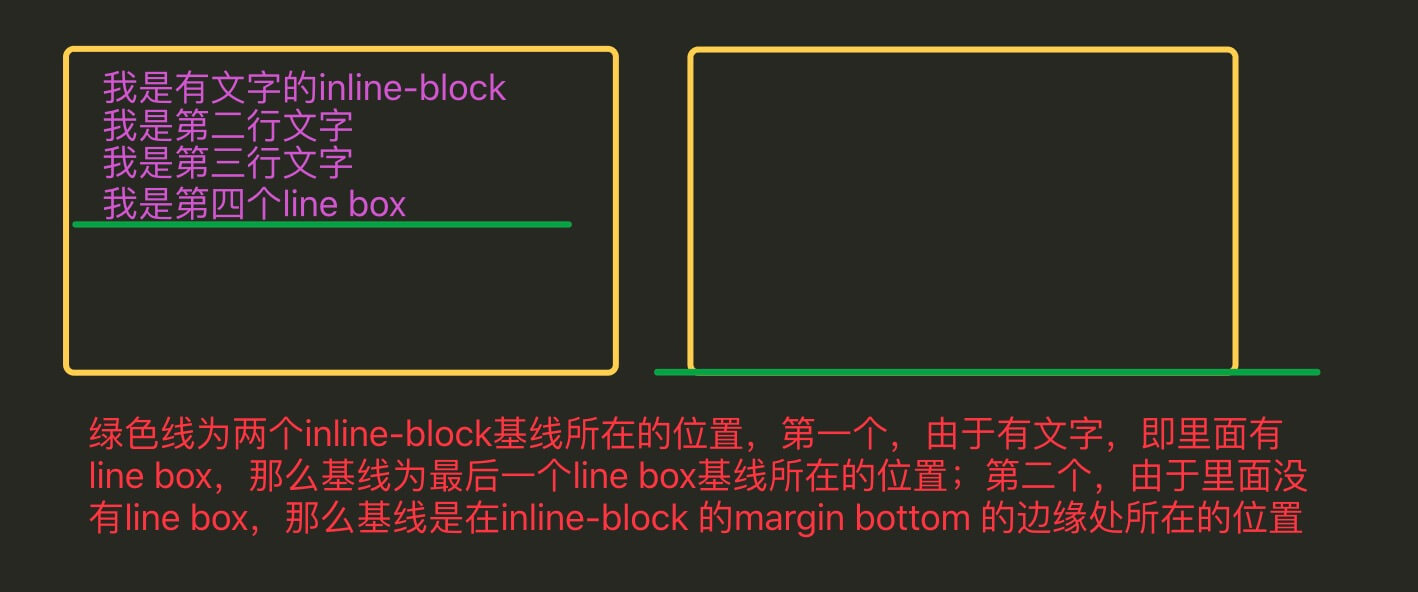 我是有文字的inline-block
我是第二行文字
我是第三行文字
我是第四个line box
绿色线为两个inline-block基线所在的位置，第一个，由于有文字，即里面有
line box，那么基线为最后一个line box基线所在的位置；第二个，由于里面没
有line box，那么基线是在inline-block 的margin bottom 的边缘处所在的位置